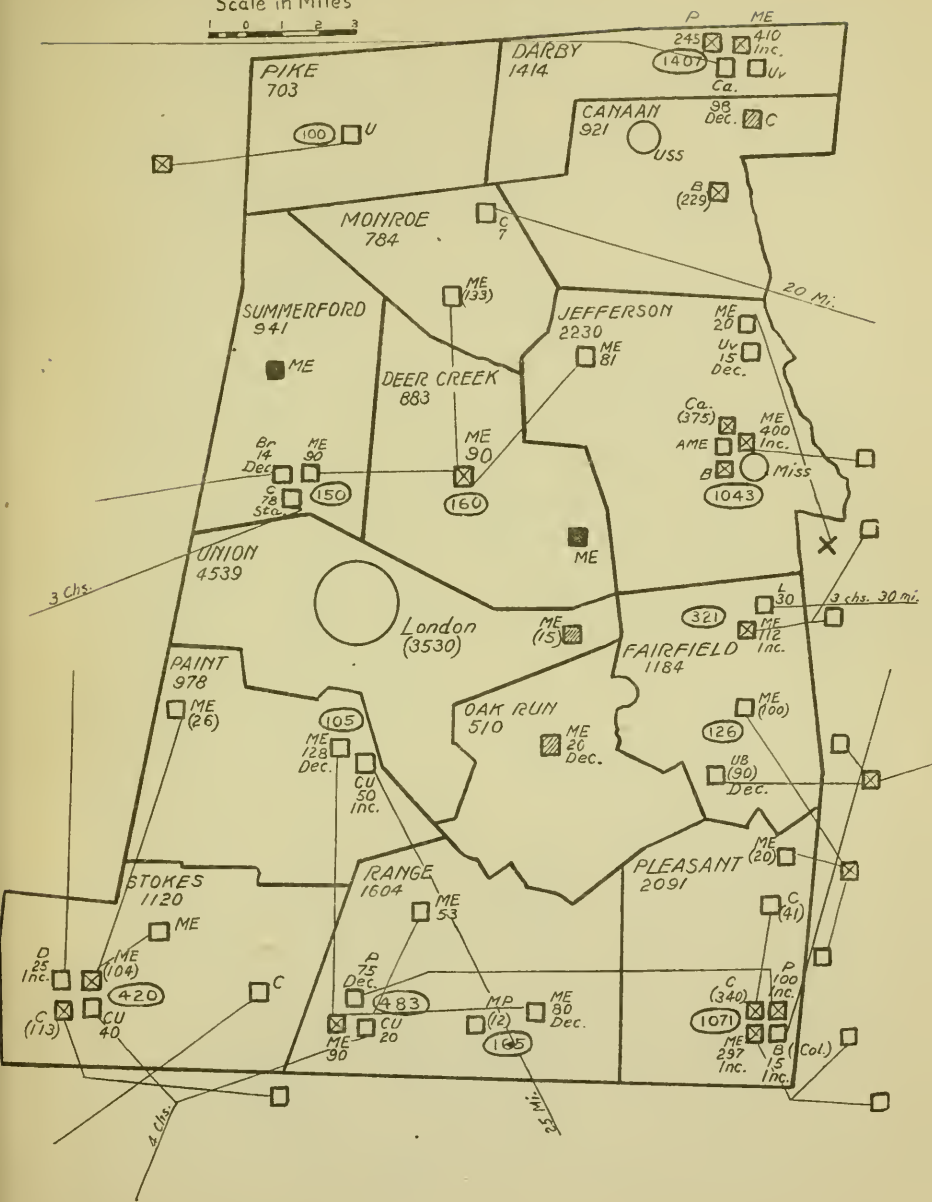 Scale in Miles
1 0 1 2 3
PIKE
703
100
U
DARBY
1414
P
245
ME
410
Inc.
1407
Ca.
Uv
CANAAN
921
98
Dec.
C
USS
B
(229)
MONROE
784
C
7
20 Mi.
ME
(133)
SUMMERFORD
941
ME
Br
14
Dec
ME
90
C
78
Sta.
150
3 Chs.
DEER CREEK
883
ME
90
160
ME
JEFFERSON
2230
ME
81
ME
20
Uv
15
Dec.
Ca.
(375)
ME
400
Inc.
AME
B
Miss
1043
UNION
4539
London
(3530)
ME
(15)
L
30
3 chs. 30 mi.
321
ME
112
Inc.
FAIRFIELD
1184
ME
(100)
126
UB
(90)
Dec.
PAINT
978
ME
(26)
105
ME
128
Dec.
CU
50
Inc.
OAK RUN
510
ME
20
Dec.
STOKES
1120
ME
D
25
Inc.
ME
(104)
420
C
(113)
CU
40
C
4 Chs.
RANGE
1604
ME
53
P
75
Dec.
483
ME
90
CU
20
MP
(12)
165
ME
80
Dec.
25 Mi.
PLEASANT
2091
ME
(20)
C
(41)
C
(340)
P
100
Inc.
1071
ME
297
Inc.
B (Col.)
15
Inc.